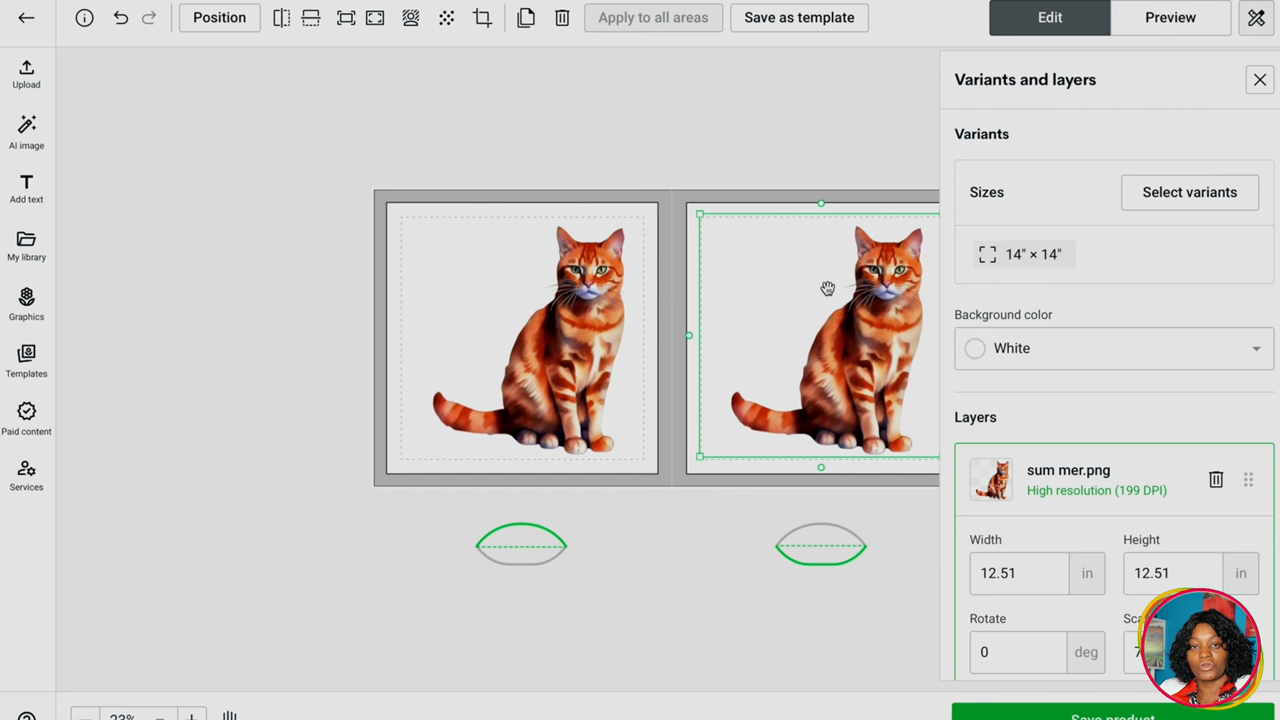 Position
Apply to all areas
Save as template
Edit
Preview
Upload
AI image
Add text
My library
Graphics
Templates
Paid content
Services
Variants and layers
Variants
Sizes
Select variants
14" × 14"
Background color
White
Layers
sum mer.png
High resolution (199 DPI)
Width
Height
12.51 in
12.51 in
Rotate
0 deg
23%
Save product